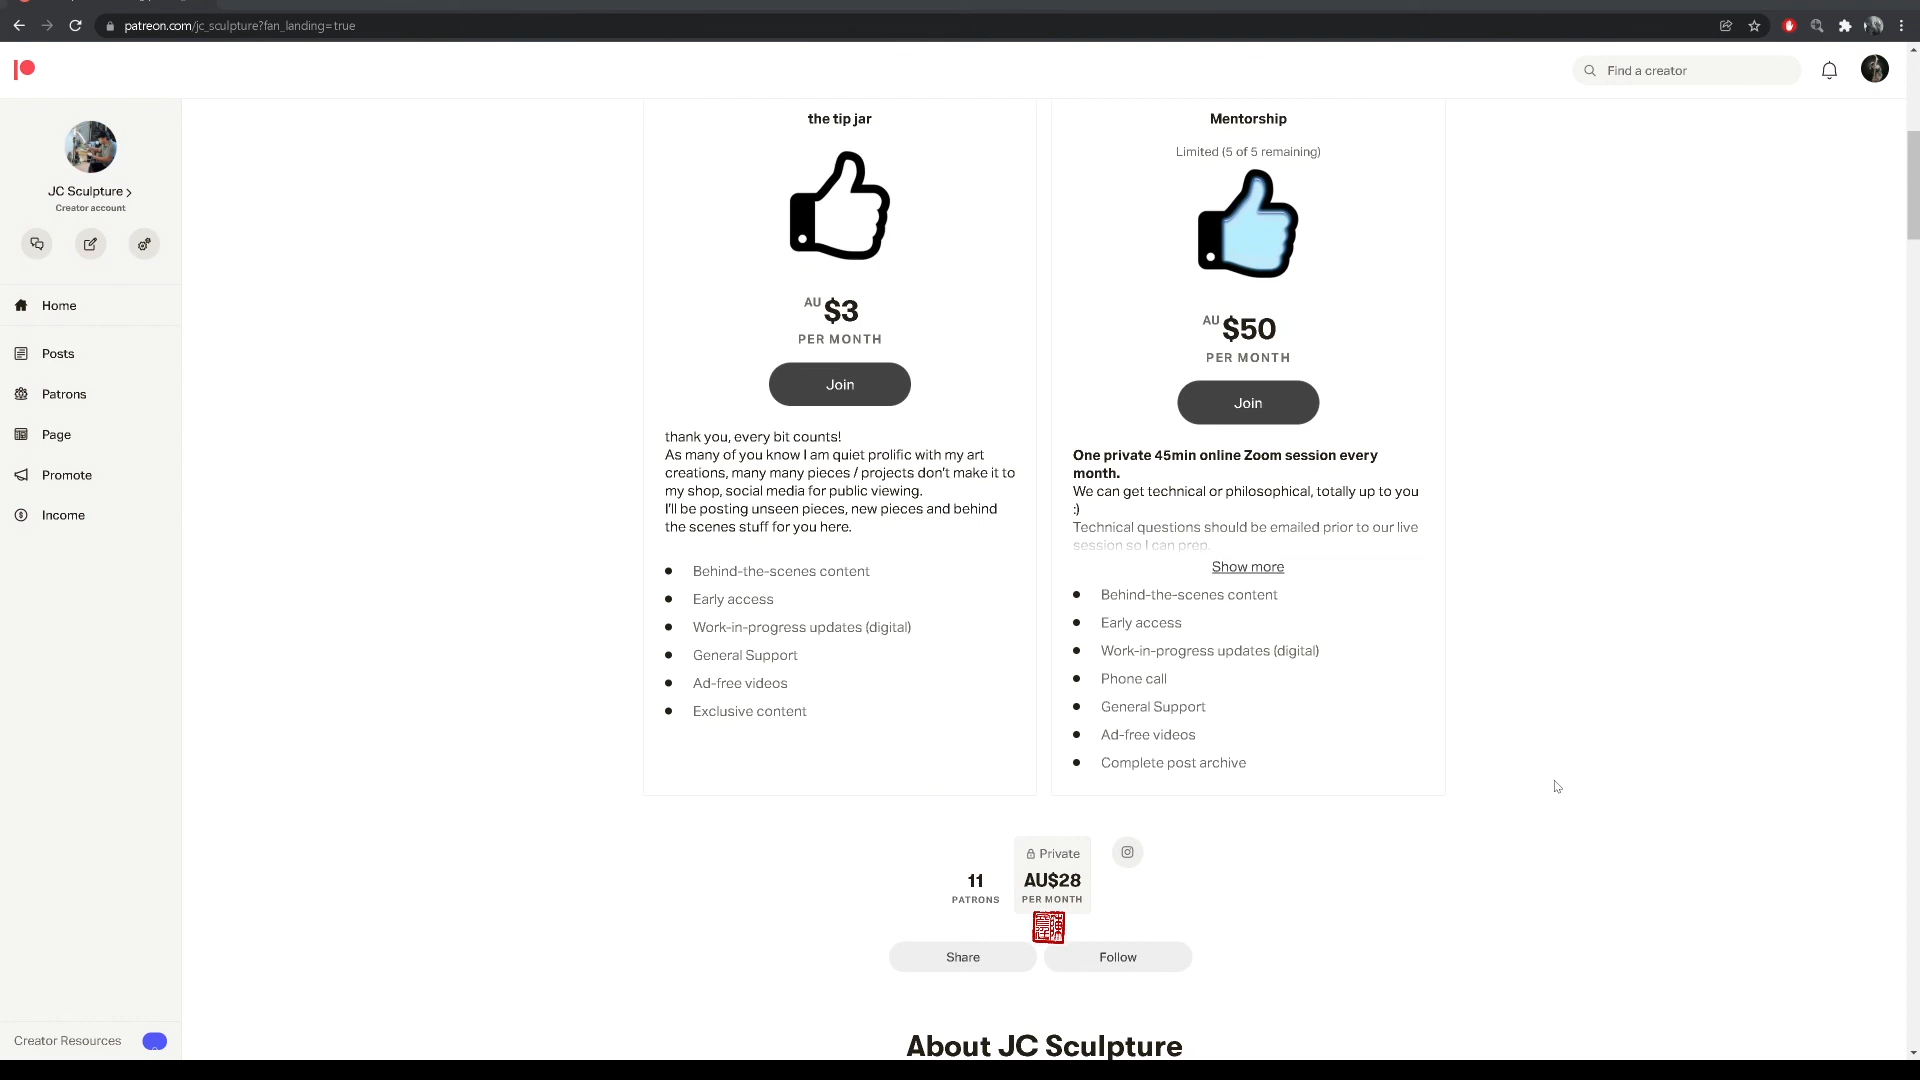 patreon.com/jc_sculpture?fan_landing=true
Find a creator
JC Sculpture
Creator account
Home
Posts
Patrons
Page
Promote
Income
Creator Resources
the tip jar
AU $3
PER MONTH
Join
thank you, every bit counts!
As many of you know I am quiet prolific with my art
creations, many many pieces / projects don't make it to
my shop, social media for public viewing.
I'll be posting unseen pieces, new pieces and behind
the scenes stuff for you here.
Behind-the-scenes content
Early access
Work-in-progress updates (digital)
General Support
Ad-free videos
Exclusive content
Mentorship
Limited (5 of 5 remaining)
AU $50
PER MONTH
Join
One private 45min online Zoom session every
month.
We can get technical or philosophical, totally up to you
:)
Technical questions should be emailed prior to our live
session so I can prep.
Show more
Behind-the-scenes content
Early access
Work-in-progress updates (digital)
Phone call
General Support
Ad-free videos
Complete post archive
11
PATRONS
Private
AU$28
PER MONTH
Share
Follow
About JC Sculpture